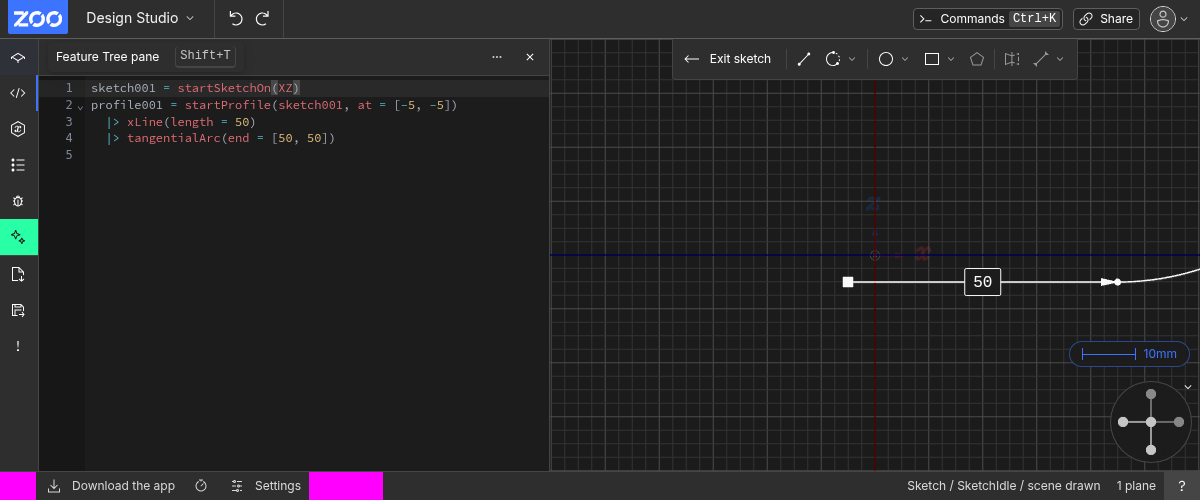 ZOO Design Studio Commands Ctrl+K Share
Feature Tree pane Shift+T
Exit sketch
1 sketch001 = startSketchOn(XZ)
2 profile001 = startProfile(sketch001, at = [-5, -5])
3 |> xLine(length = 50)
4 |> tangentialArc(end = [50, 50])
5
50
10mm
Download the app Settings Sketch / SketchIdle / scene drawn 1 plane ?